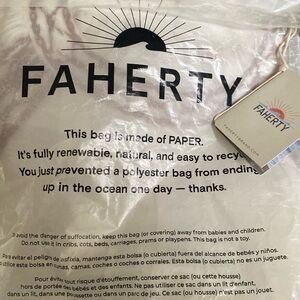 FAHERTY
This bag is made of PAPER.
It's fully renewable, natural, and easy to recyc
You just prevented a polyester bag from ending
up in the ocean one day — thanks.
FAHERTY
avoid the danger of suffocation, keep this bag (or covering) away from babies and children.
Do not use it in cribs, cots, beds, carriages, prams or playpens. This bag is not a toy.
Para evitar el peligro de asfixia, mantenga esta bolsa (o cubierta) fuera del alcance de bebés y niños.
utilice esta bolsa en cunas, camas, coches o corrales. Esta bolsa (o cubierta) no es un juguete.
Pour éviter tout risque d'étouffement, conserver ce sac (ou cette housse)
hors de portée des bébés et des enfants. Ne pas utiliser ce sac dans un lit d'enfant,
dans un lit, dans une poussette ou dans un parc de jeu. Ce sac (ou cette housse) n'est pas un jouet.